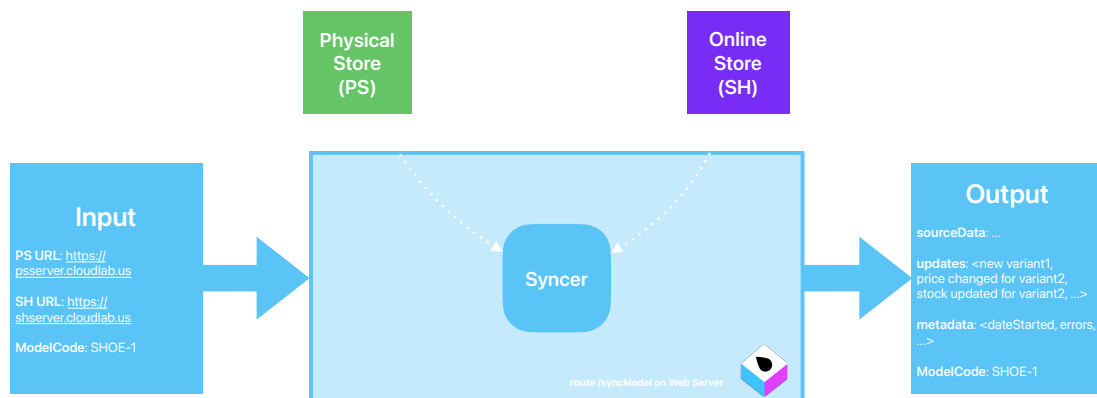 Physical
Store
(PS)
Online
Store
(SH)
Input
PS URL: https://
psserver.cloudlab.us
SH URL: https://
shserver.cloudlab.us
ModelCode: SHOE-1
Syncer
route /syncModel on Web Server
Output
sourceData: ...
updates: <new variant1,
price changed for variant2,
stock updated for variant2, ...>
metadata: <dateStarted, errors,
...>
ModelCode: SHOE-1